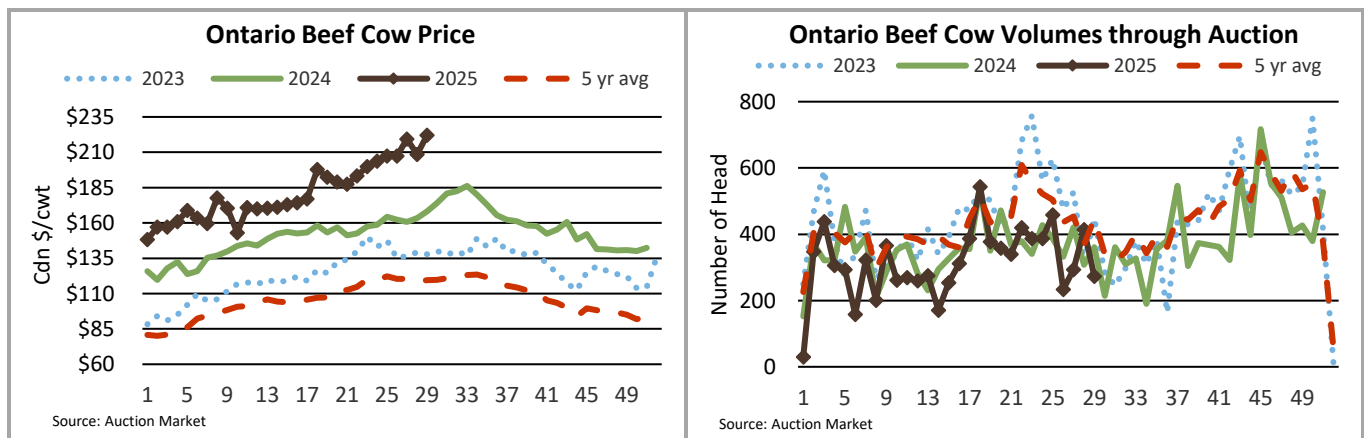 Ontario Beef Cow Price
2023 2024 2025 5 yr avg
Cdn $/cwt
$235
$210
$185
$160
$135
$110
$85
$60
1 5 9 13 17 21 25 29 33 37 41 45 49
Source: Auction Market
Ontario Beef Cow Volumes through Auction
2023 2024 2025 5 yr avg
Number of Head
800
600
400
200
0
1 5 9 13 17 21 25 29 33 37 41 45 49
Source: Auction Market